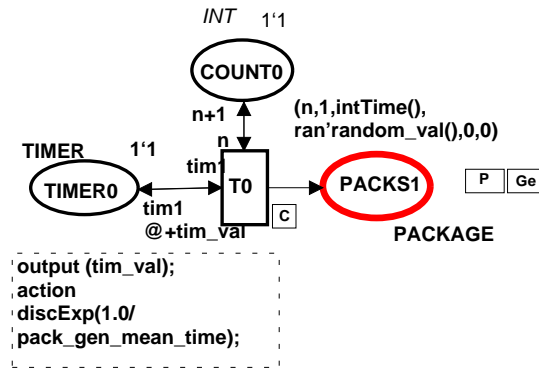 INT 1‘1
COUNT0
n+1
(n,1,intTime(),
ran’random_val(),0,0)
n
TIMER 1‘1
tim1
TIMER0
T0
PACKS1
P Ge
tim1
C
@+tim_val
PACKAGE
output (tim_val);
action
discExp(1.0/
pack_gen_mean_time);